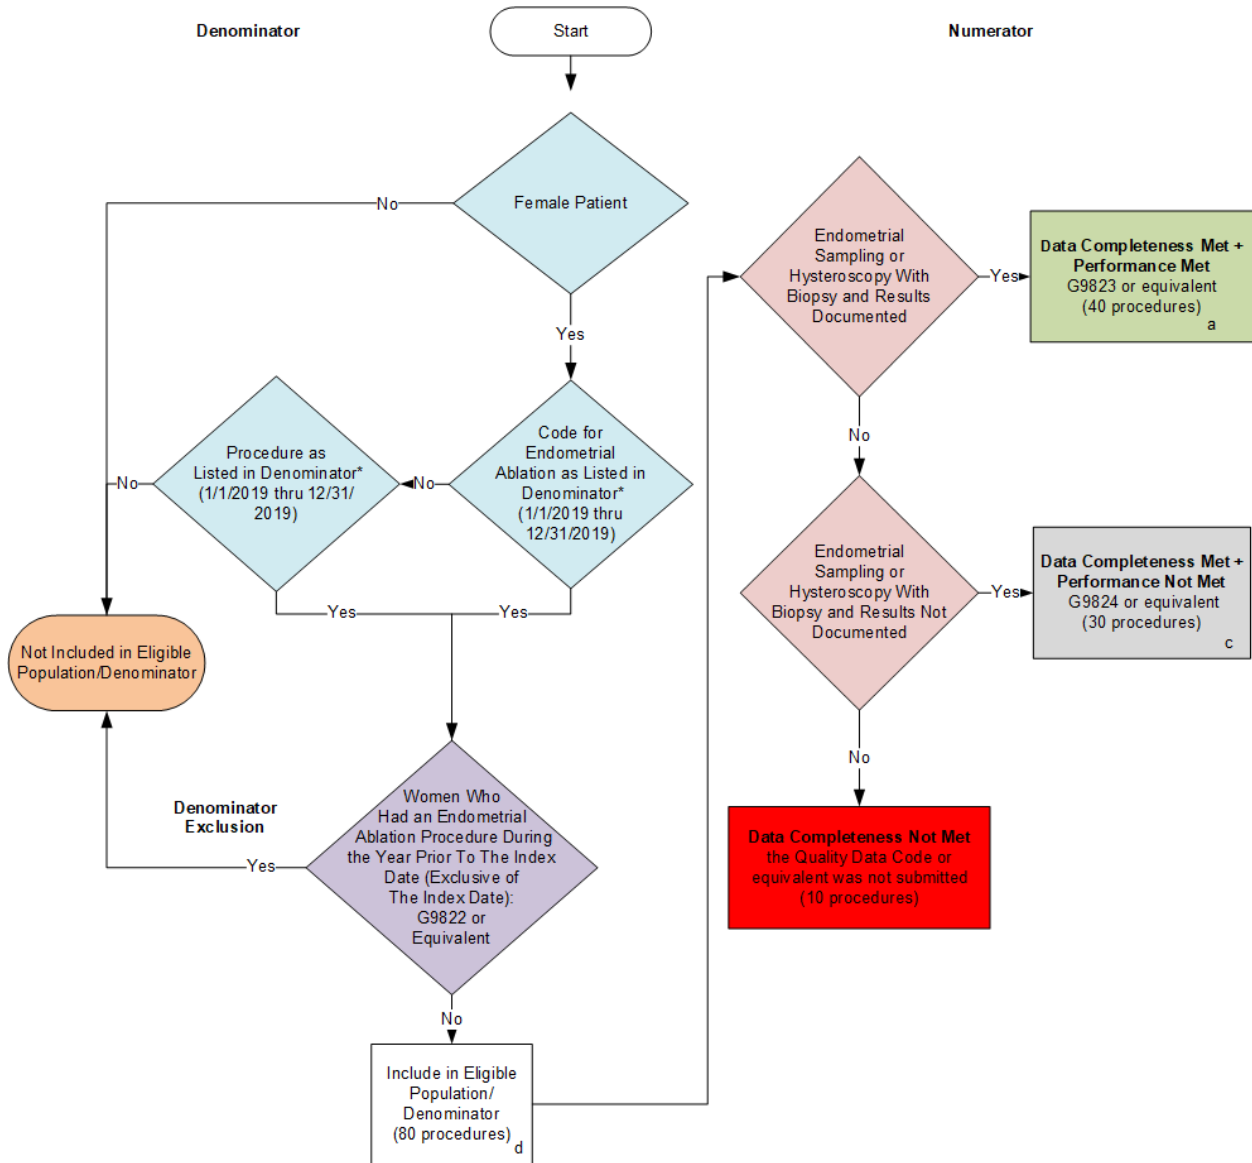 Denominator
Start
Numerator
Female Patient
No
Yes
Code for
Endometrial
Ablation as Listed in
Denominator*
(1/1/2019 thru
12/31/2019)
No
Procedure as
Listed in Denominator*
(1/1/2019 thru 12/31/
2019)
No
Yes
Yes
Not Included in Eligible
Population/Denominator
Women Who
Had an Endometrial
Ablation Procedure During
the Year Prior To The Index
Date (Exclusive of
The Index Date):
G9822 or
Equivalent
Denominator
Exclusion
Yes
No
Include in Eligible
Population/
Denominator
(80 procedures)
d
Endometrial
Sampling or
Hysteroscopy With
Biopsy and Results
Documented
Yes
Data Completeness Met +
Performance Met
G9823 or equivalent
(40 procedures)
a
No
Endometrial
Sampling or
Hysteroscopy With
Biopsy and Results Not
Documented
Yes
Data Completeness Met +
Performance Not Met
G9824 or equivalent
(30 procedures)
c
No
Data Completeness Not Met
the Quality Data Code or
equivalent was not submitted
(10 procedures)